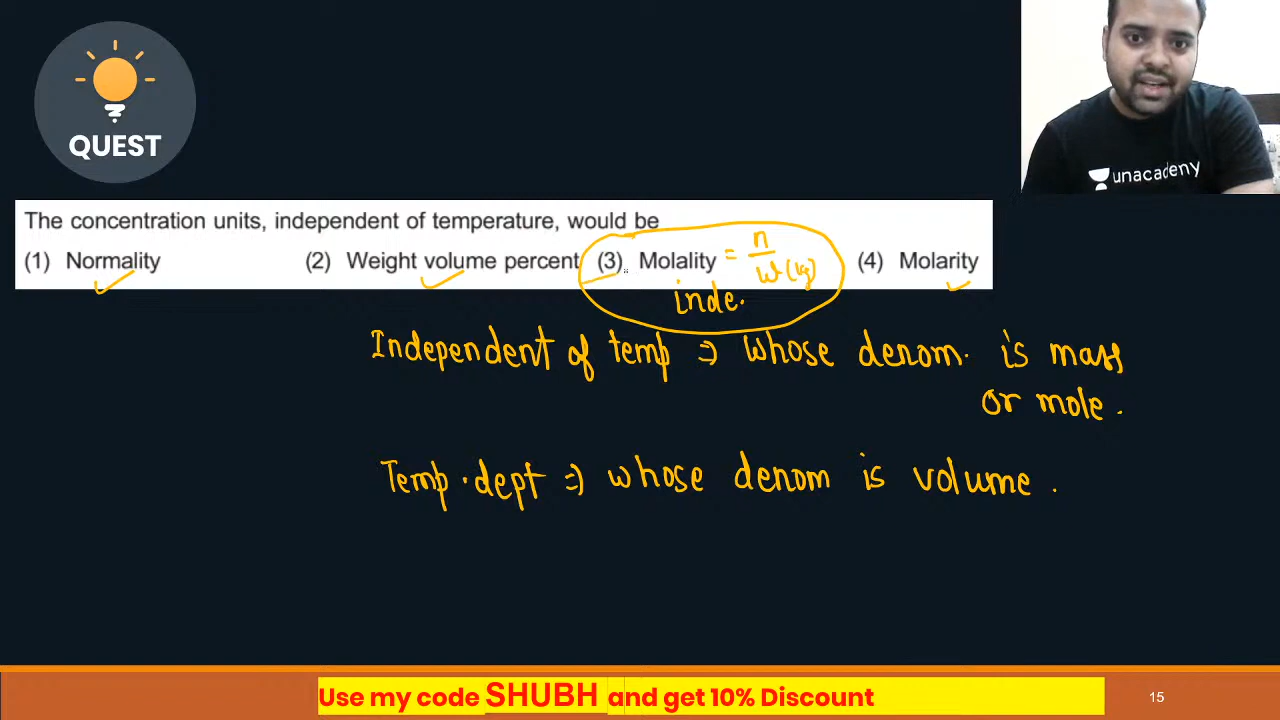 QUEST
unacademy
The concentration units, independent of temperature, would be
(1) Normality (2) Weight volume percent (3) Molality = n/w(kg) (4) Molarity
inde.
Independent of temp ⇒ whose denom. is mass
or mole.
Temp. dept ⇒ whose denom is volume.
Use my code SHUBH and get 10% Discount
15